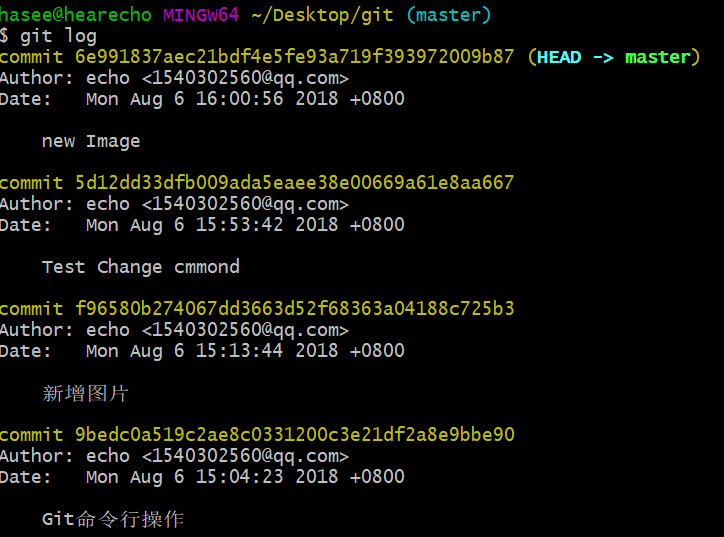 hasee@hearecho MINGW64 ~/Desktop/git (master)
$ git log
commit 6e991837aec21bdf4e5fe93a719f393972009b87 (HEAD -> master)
Author: echo <1540302560@qq.com>
Date:   Mon Aug 6 16:00:56 2018 +0800
new Image
commit 5d12dd33dfb009ada5eaee38e00669a61e8aa667
Author: echo <1540302560@qq.com>
Date:   Mon Aug 6 15:53:42 2018 +0800
Test Change cmmond
commit f96580b274067dd3663d52f68363a04188c725b3
Author: echo <1540302560@qq.com>
Date:   Mon Aug 6 15:13:44 2018 +0800
新增图片
commit 9bedc0a519c2ae8c0331200c3e21df2a8e9bbe90
Author: echo <1540302560@qq.com>
Date:   Mon Aug 6 15:04:23 2018 +0800
Git命令行操作